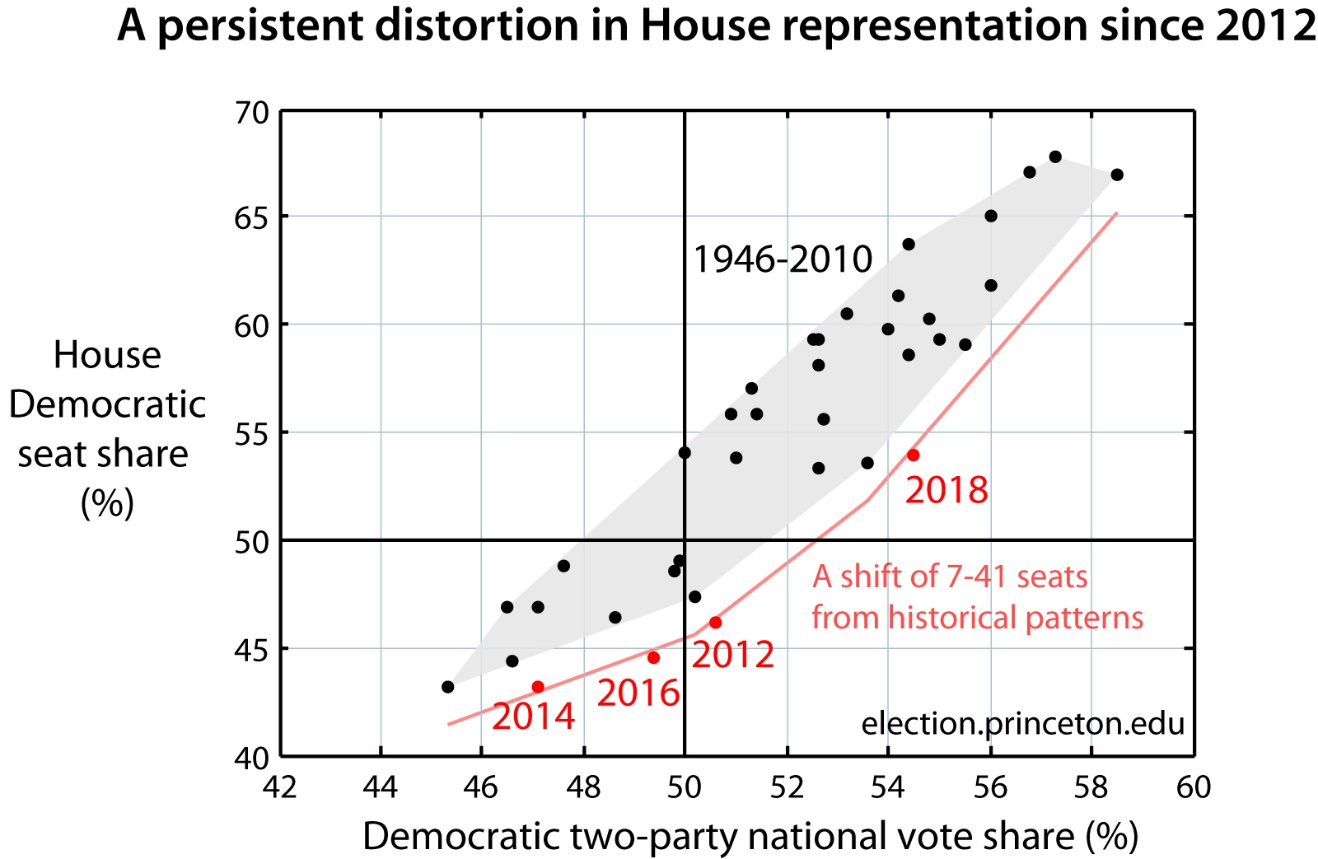 A persistent distortion in House representation since 2012
70
65
60
55
50
45
40
House
Democratic
seat share
(%)
1946-2010
2018
A shift of 7-41 seats
from historical patterns
2012
2016
2014
election.princeton.edu
42 44 46 48 50 52 54 56 58 60
Democratic two-party national vote share (%)